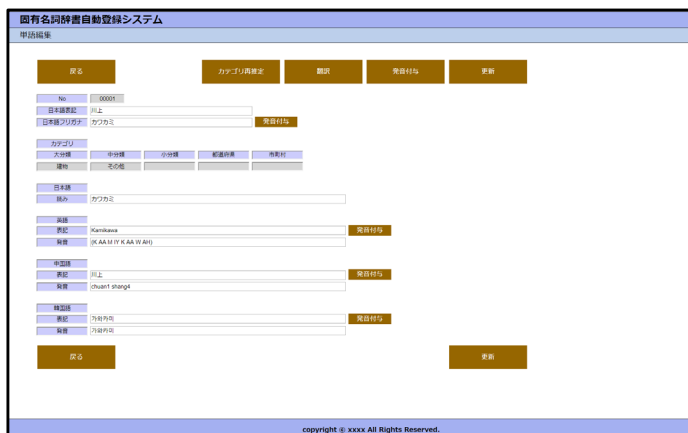 固有名詞辞書自動登録システム
単語編集
戻る カテゴリ再推定 翻訳 発音付与 更新
No 00001
日本語表記 川上
日本語フリガナ カワカミ 発音付与
カテゴリ
大分類 中分類 小分類 都道府県 市町村
建物 その他
日本語
読み カワカミ
英語
表記 Kamikawa 発音付与
発音 (K AA M IY K AA W AH)
中国語
表記 川上 発音付与
発音 chuan1 shang4
韓国語
表記 가와카미 発音付与
発音 가와카미
戻る 更新
copyright © xxxx All Rights Reserved.